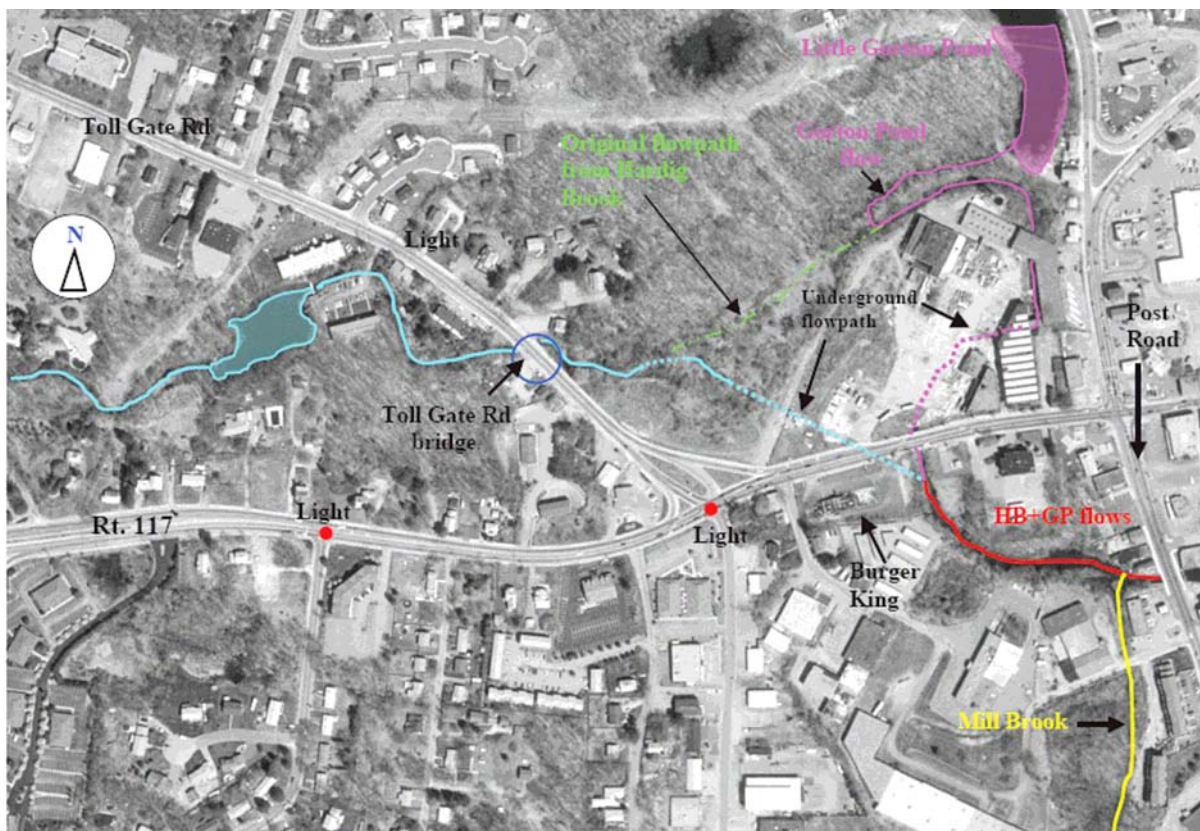 Little Gorton Pond
Toll Gate Rd
Original flowpath
from Hardig
Brook
Gorton Pond
flow
N
Light
Underground
flowpath
Post
Road
Toll Gate Rd
bridge
Light
Rt. 117`
Light
HB+GP flows
Burger
King
Mill Brook